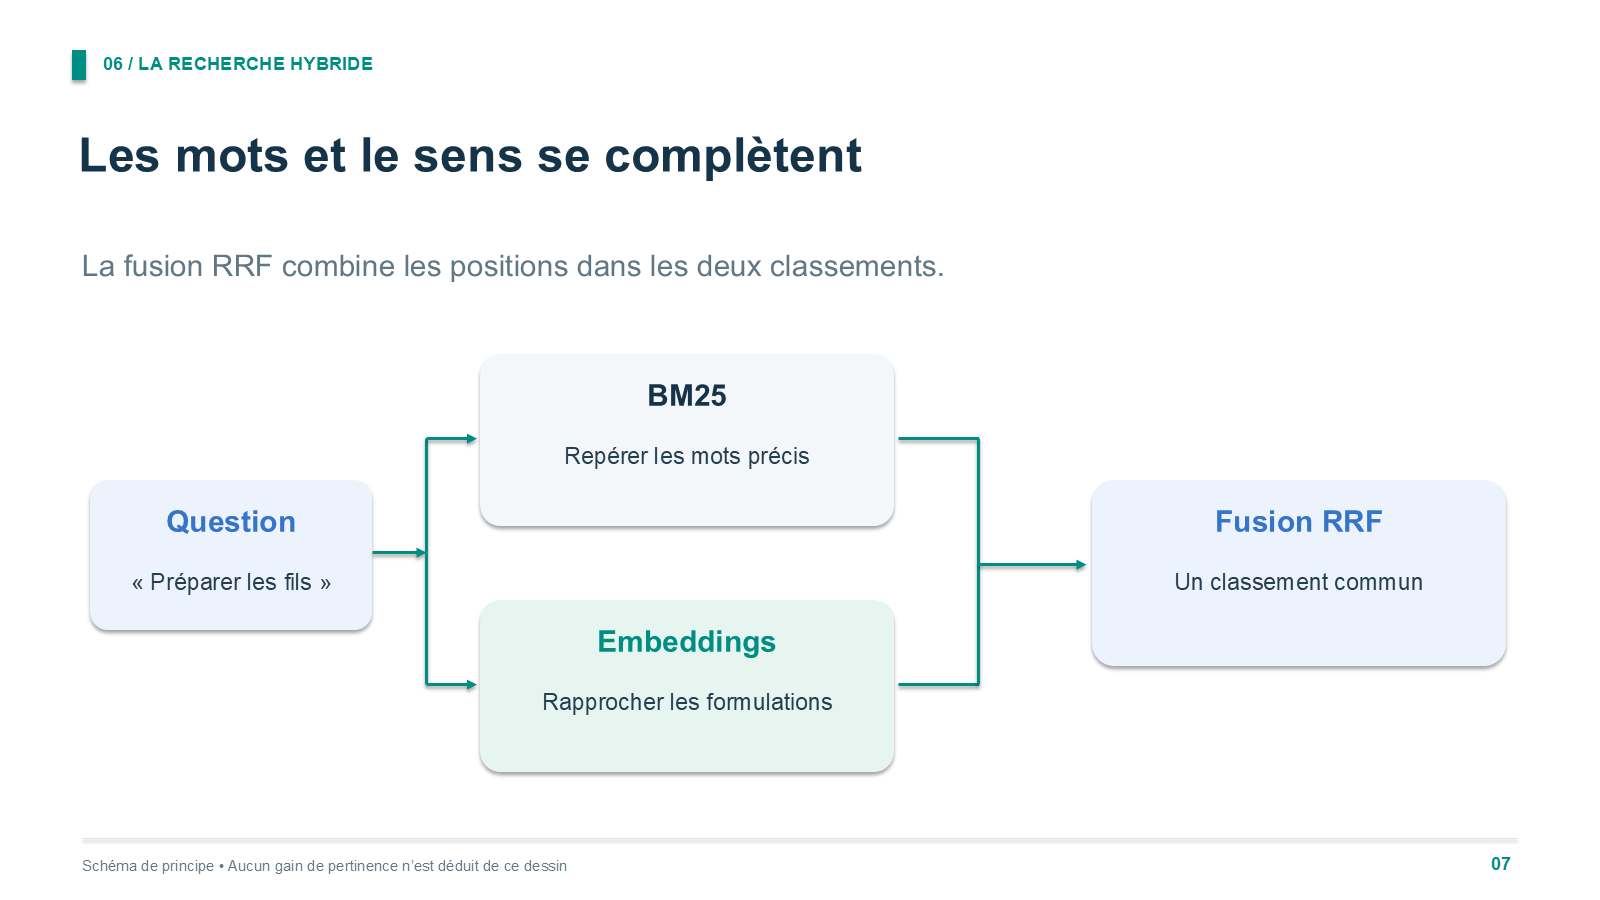 06 / LA RECHERCHE HYBRIDE
Les mots et le sens se complètent
La fusion RRF combine les positions dans les deux classements.
Question
« Préparer les fils »
BM25
Repérer les mots précis
Embeddings
Rapprocher les formulations
Fusion RRF
Un classement commun
Schéma de principe • Aucun gain de pertinence n’est déduit de ce dessin
07